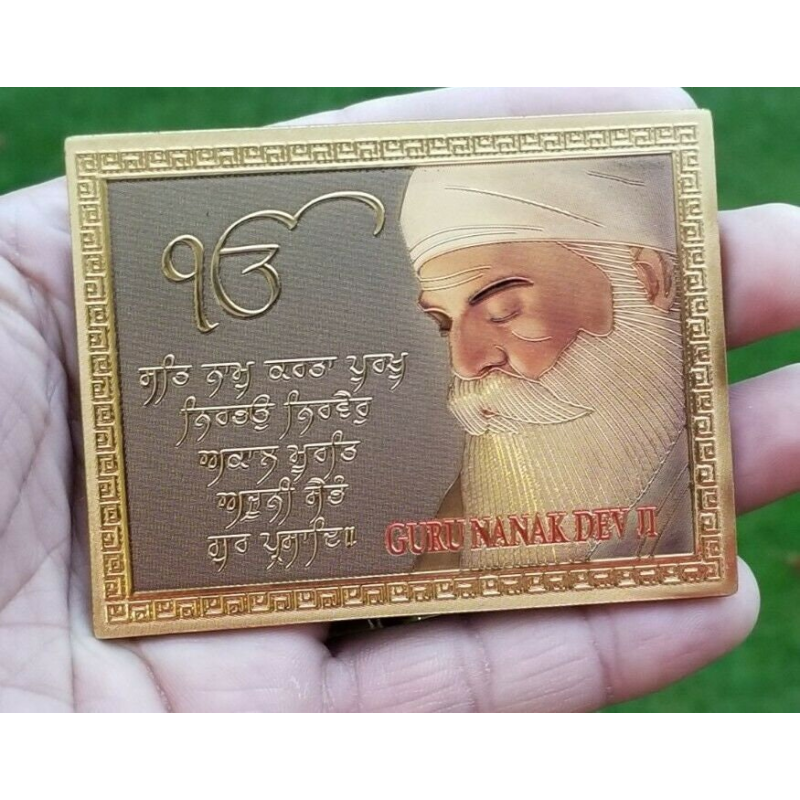 ੴ
ਸਤਿ ਨਾਮੁ ਕਰਤਾ ਪੁਰਖੁ
ਨਿਰਭਉ ਨਿਰਵੈਰੁ
ਅਕਾਲ ਮੂਰਤਿ
ਅਜੂਨੀ ਸੈਭੰ
ਗੁਰ ਪ੍ਰਸਾਦਿ॥
GURU NANAK DEV JI